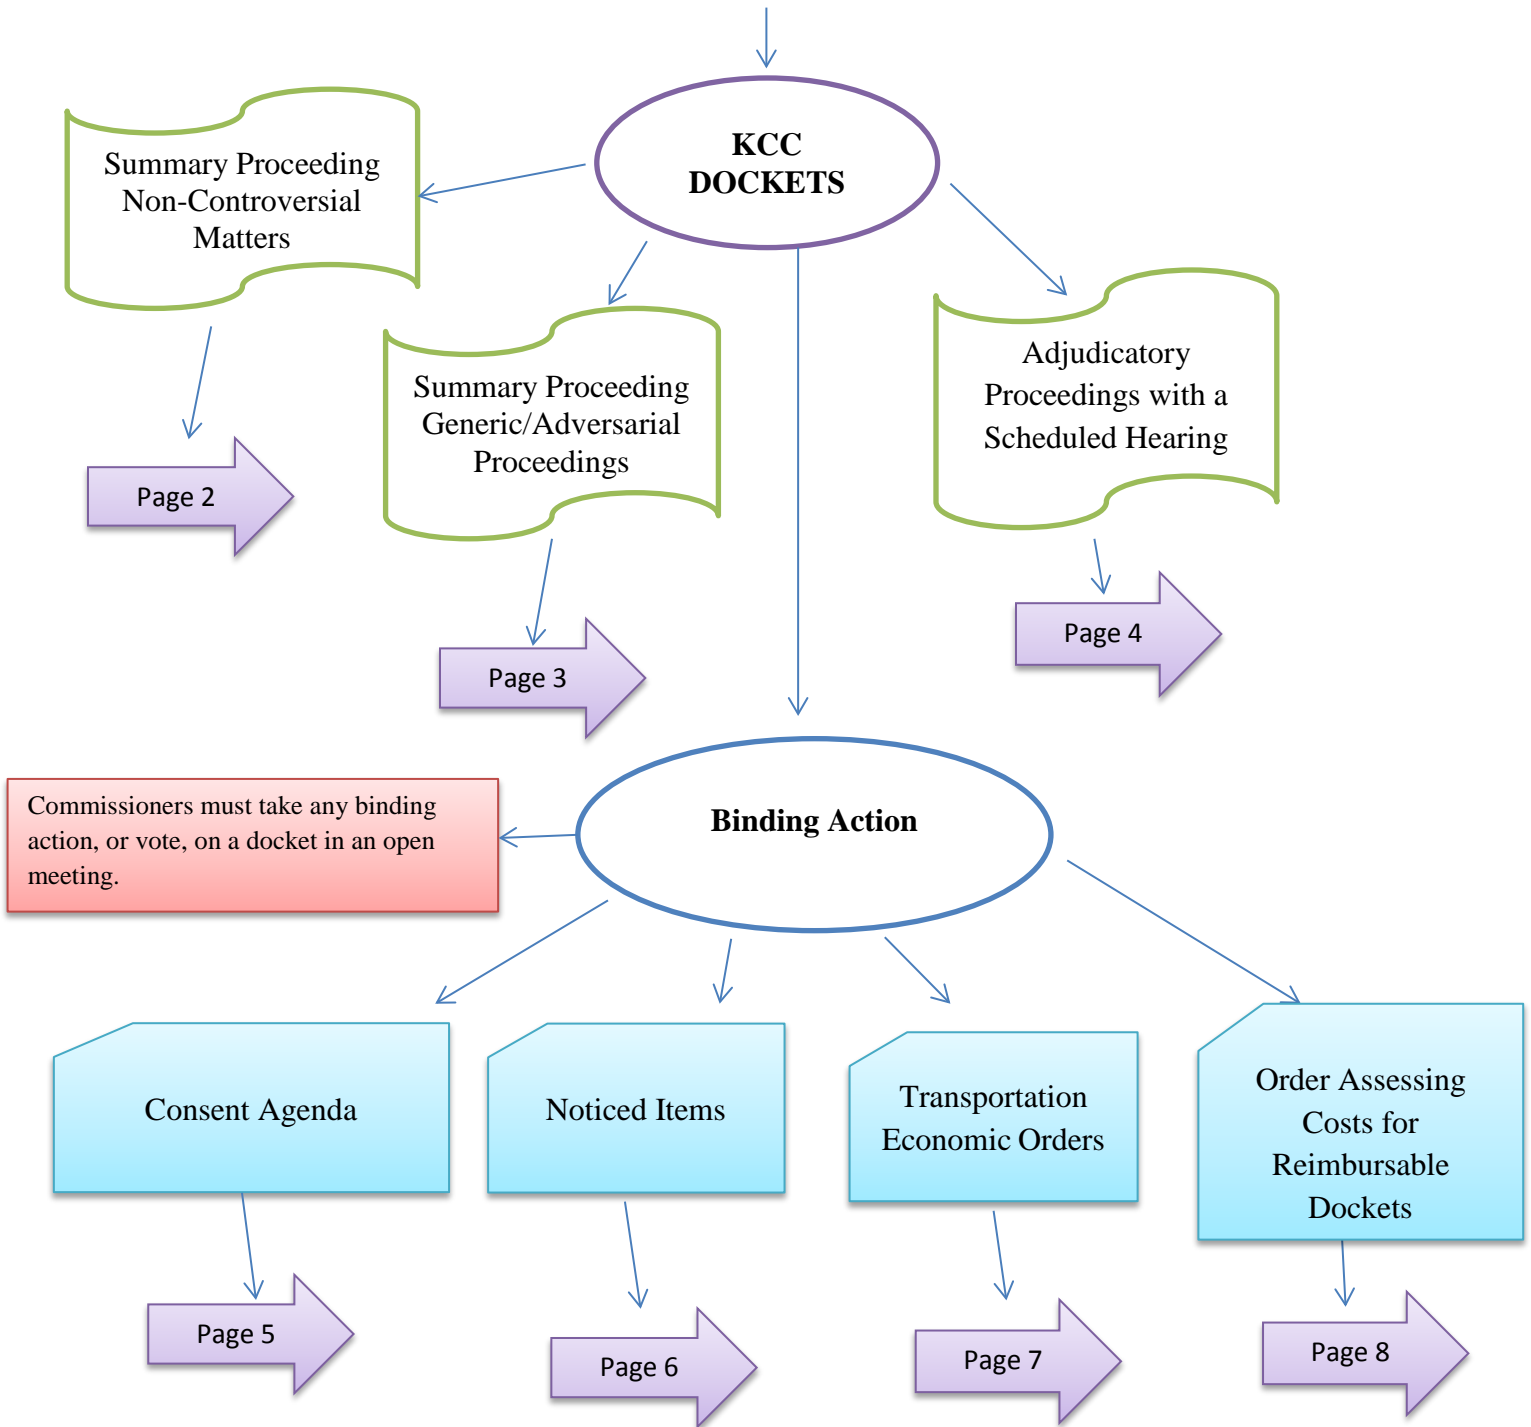 KCC
DOCKETS
Summary Proceeding
Non-Controversial
Matters
Summary Proceeding
Generic/Adversarial
Proceedings
Adjudicatory
Proceedings with a
Scheduled Hearing
Page 2
Page 3
Page 4
Binding Action
Commissioners must take any binding
action, or vote, on a docket in an open
meeting.
Consent Agenda
Noticed Items
Transportation
Economic Orders
Order Assessing
Costs for
Reimbursable
Dockets
Page 5
Page 6
Page 7
Page 8